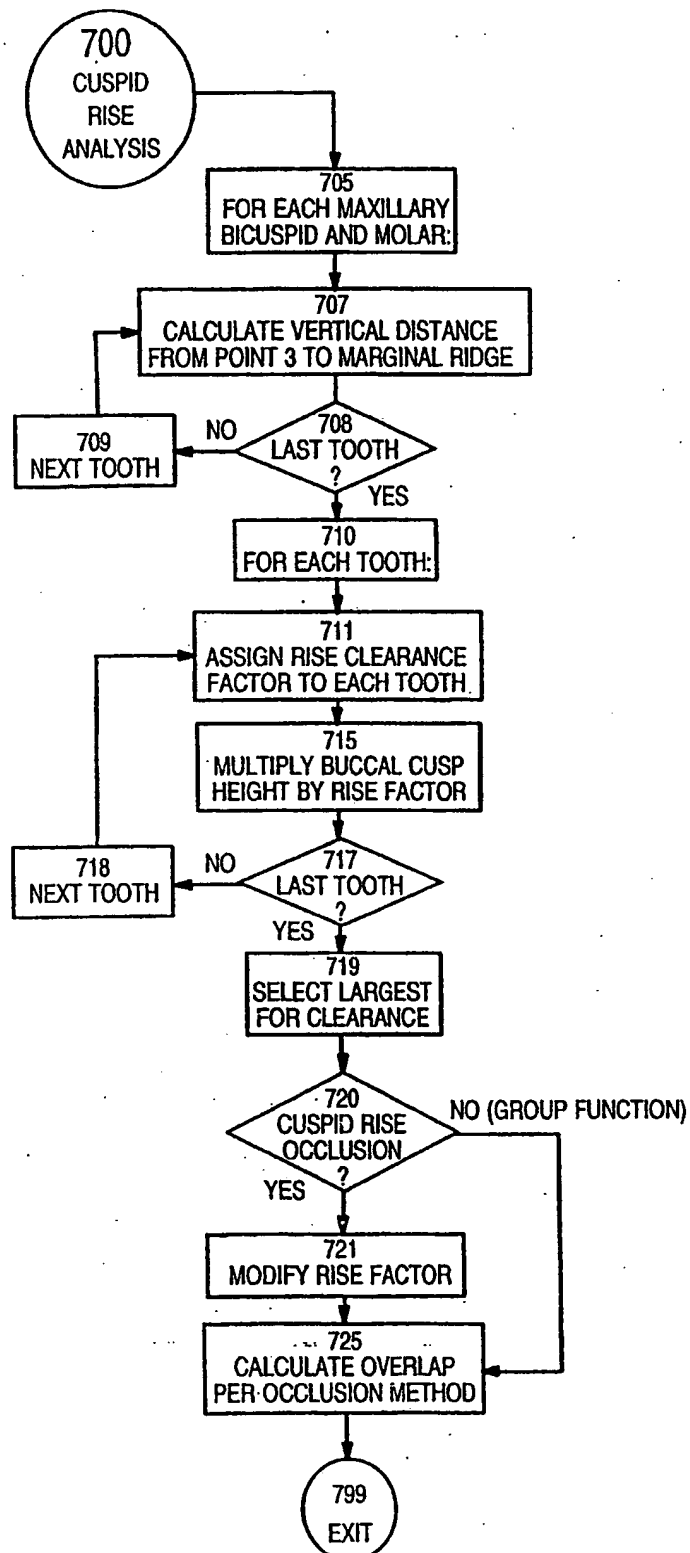 700
CUSPID
RISE
ANALYSIS
705
FOR EACH MAXILLARY
BICUSPID AND MOLAR:
707
CALCULATE VERTICAL DISTANCE
FROM POINT 3 TO MARGINAL RIDGE
708
LAST TOOTH
?
NO
709
NEXT TOOTH
YES
710
FOR EACH TOOTH:
711
ASSIGN RISE CLEARANCE
FACTOR TO EACH TOOTH
715
MULTIPLY BUCCAL CUSP
HEIGHT BY RISE FACTOR
717
LAST TOOTH
?
NO
718
NEXT TOOTH
YES
719
SELECT LARGEST
FOR CLEARANCE
720
CUSPID RISE
OCCLUSION
?
NO (GROUP FUNCTION)
YES
721
MODIFY RISE FACTOR
725
CALCULATE OVERLAP
PER OCCLUSION METHOD
799
EXIT